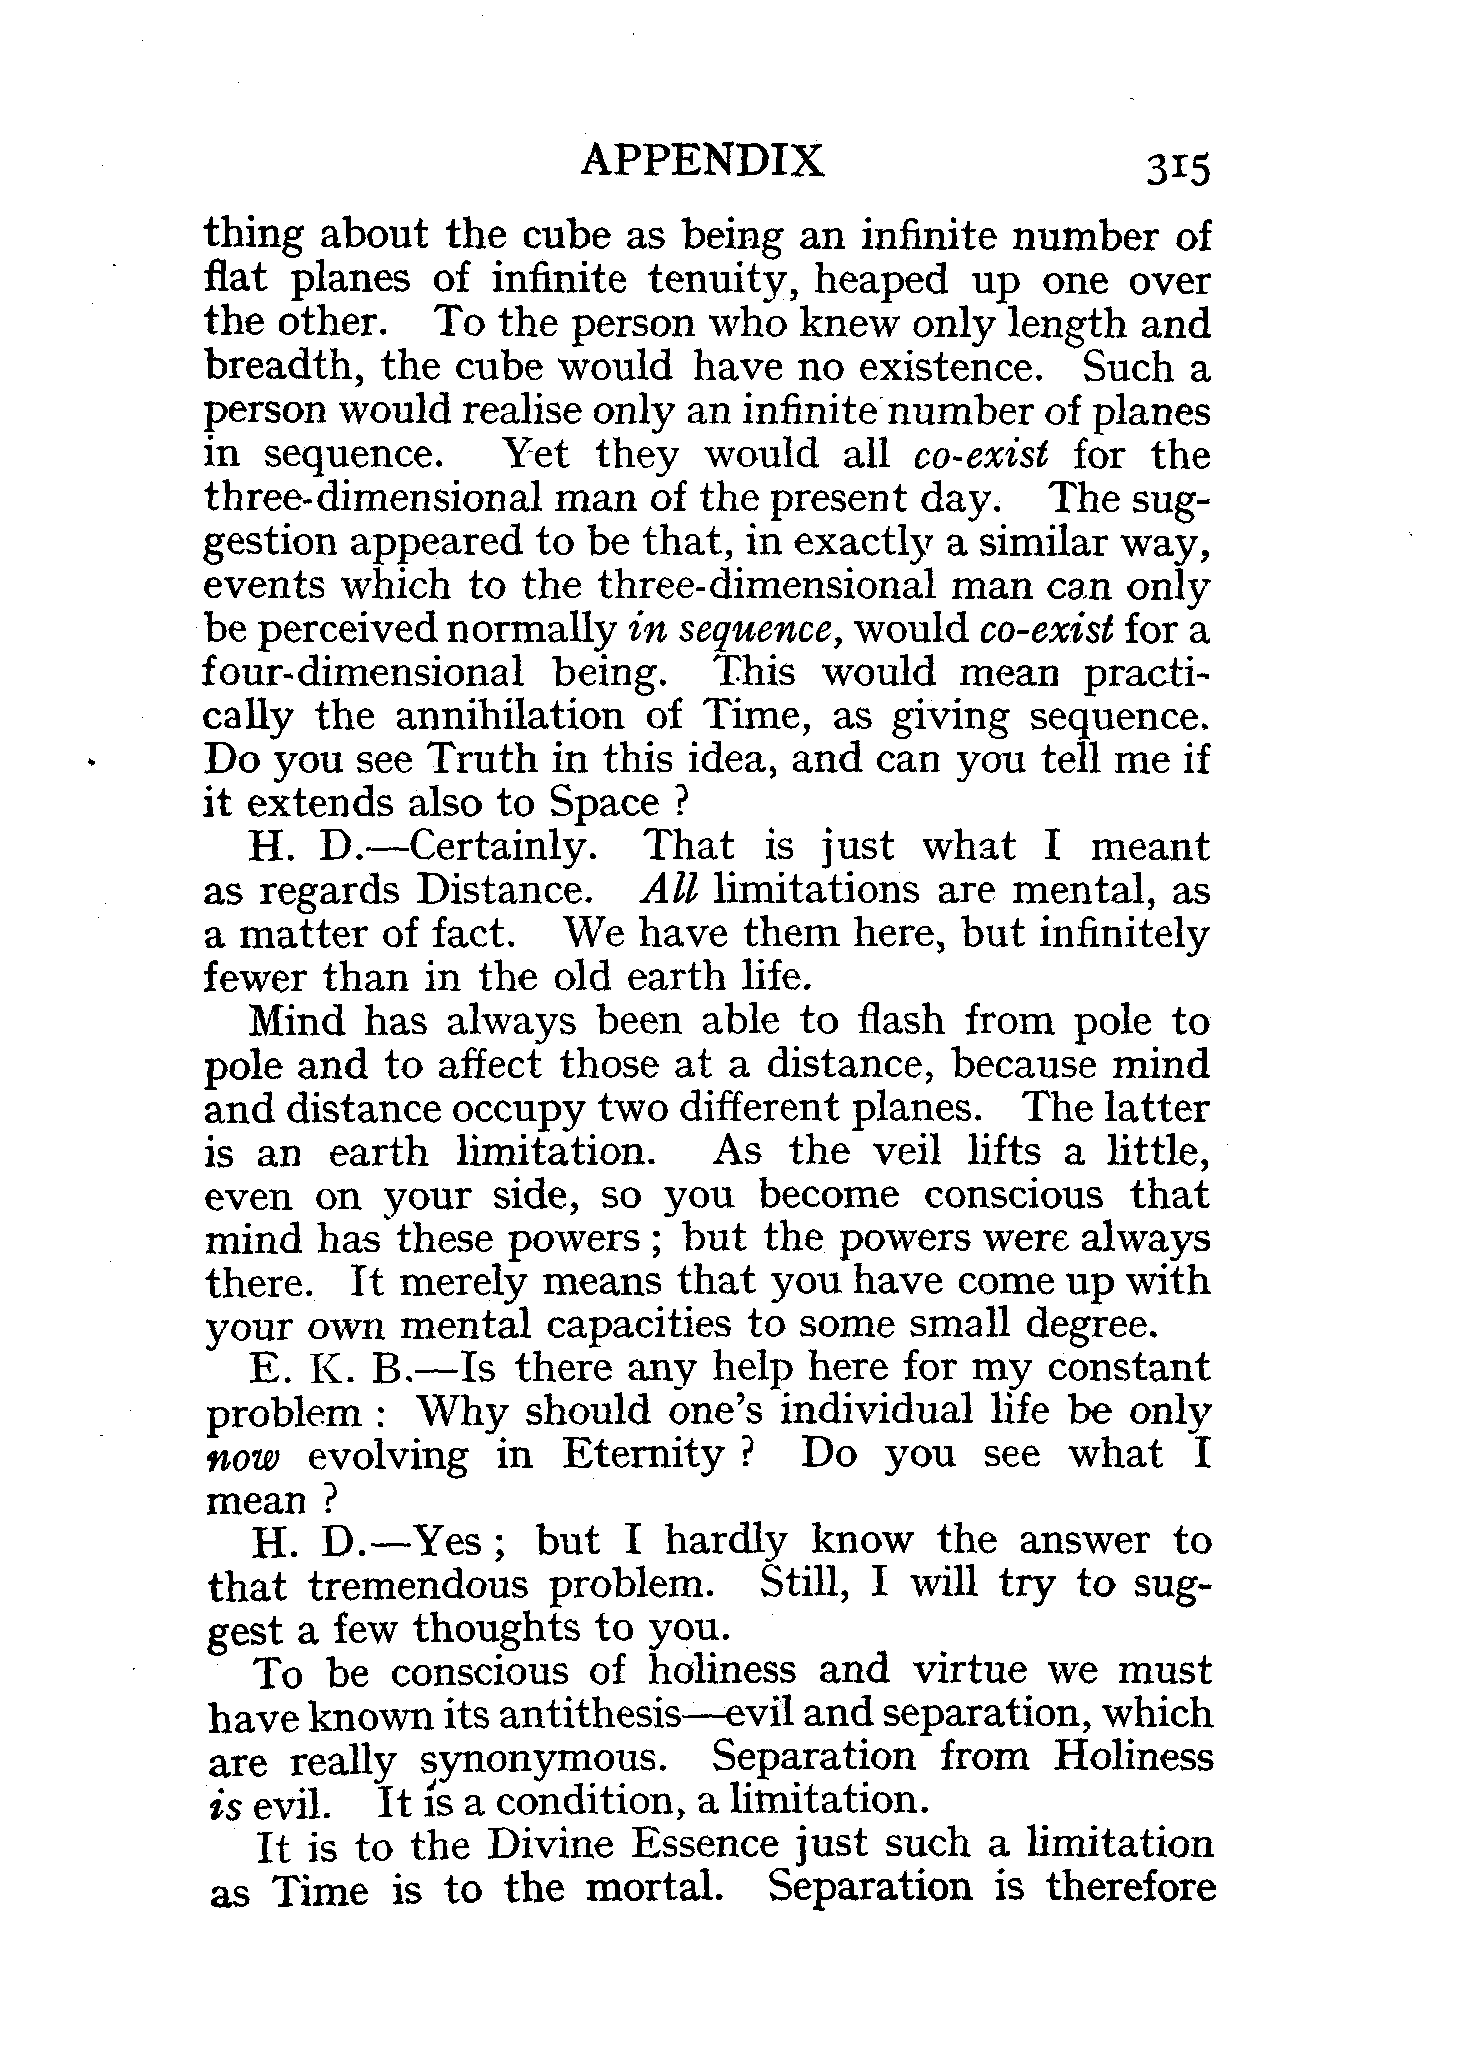 APPENDIX 315
thing about the cube as being an infinite number of
flat planes of infinite tenuity, heaped up one over
the other. To the person who knew only length and
breadth, the cube would have no existence. Such a
person would realise only an infinite number of planes
in sequence. Yet they would all co-exist for the
three-dimensional man of the present day. The sug-
gestion appeared to be that, in exactly a similar way,
events which to the three-dimensional man can only
be perceived normally in sequence, would co-exist for a
four-dimensional being. This would mean practi-
cally the annihilation of Time, as giving sequence.
Do you see Truth in this idea, and can you tell me if
it extends also to Space ?
H. D.—Certainly. That is just what I meant
as regards Distance. All limitations are mental, as
a matter of fact. We have them here, but infinitely
fewer than in the old earth life.
Mind has always been able to flash from pole to
pole and to affect those at a distance, because mind
and distance occupy two different planes. The latter
is an earth limitation. As the veil lifts a little,
even on your side, so you become conscious that
mind has these powers ; but the powers were always
there. It merely means that you have come up with
your own mental capacities to some small degree.
E. K. B.—Is there any help here for my constant
problem : Why should one's individual life be only
now evolving in Eternity ? Do you see what I
mean ?
H. D.—Yes ; but I hardly know the answer to
that tremendous problem. Still, I will try to sug-
gest a few thoughts to you.
To be conscious of holiness and virtue we must
have known its antithesis—evil and separation, which
are really synonymous. Separation from Holiness
is evil. It is a condition, a limitation.
It is to the Divine Essence just such a limitation
as Time is to the mortal. Separation is therefore